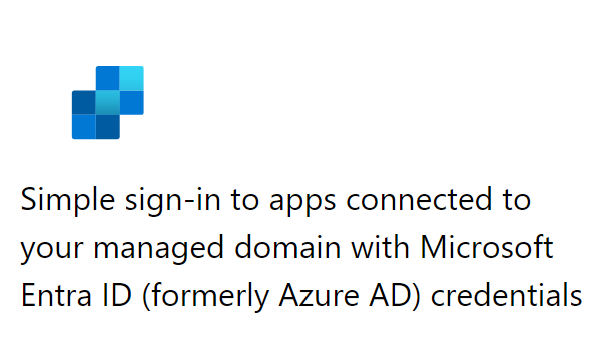 Simple sign-in to apps connected to
your managed domain with Microsoft
Entra ID (formerly Azure AD) credentials